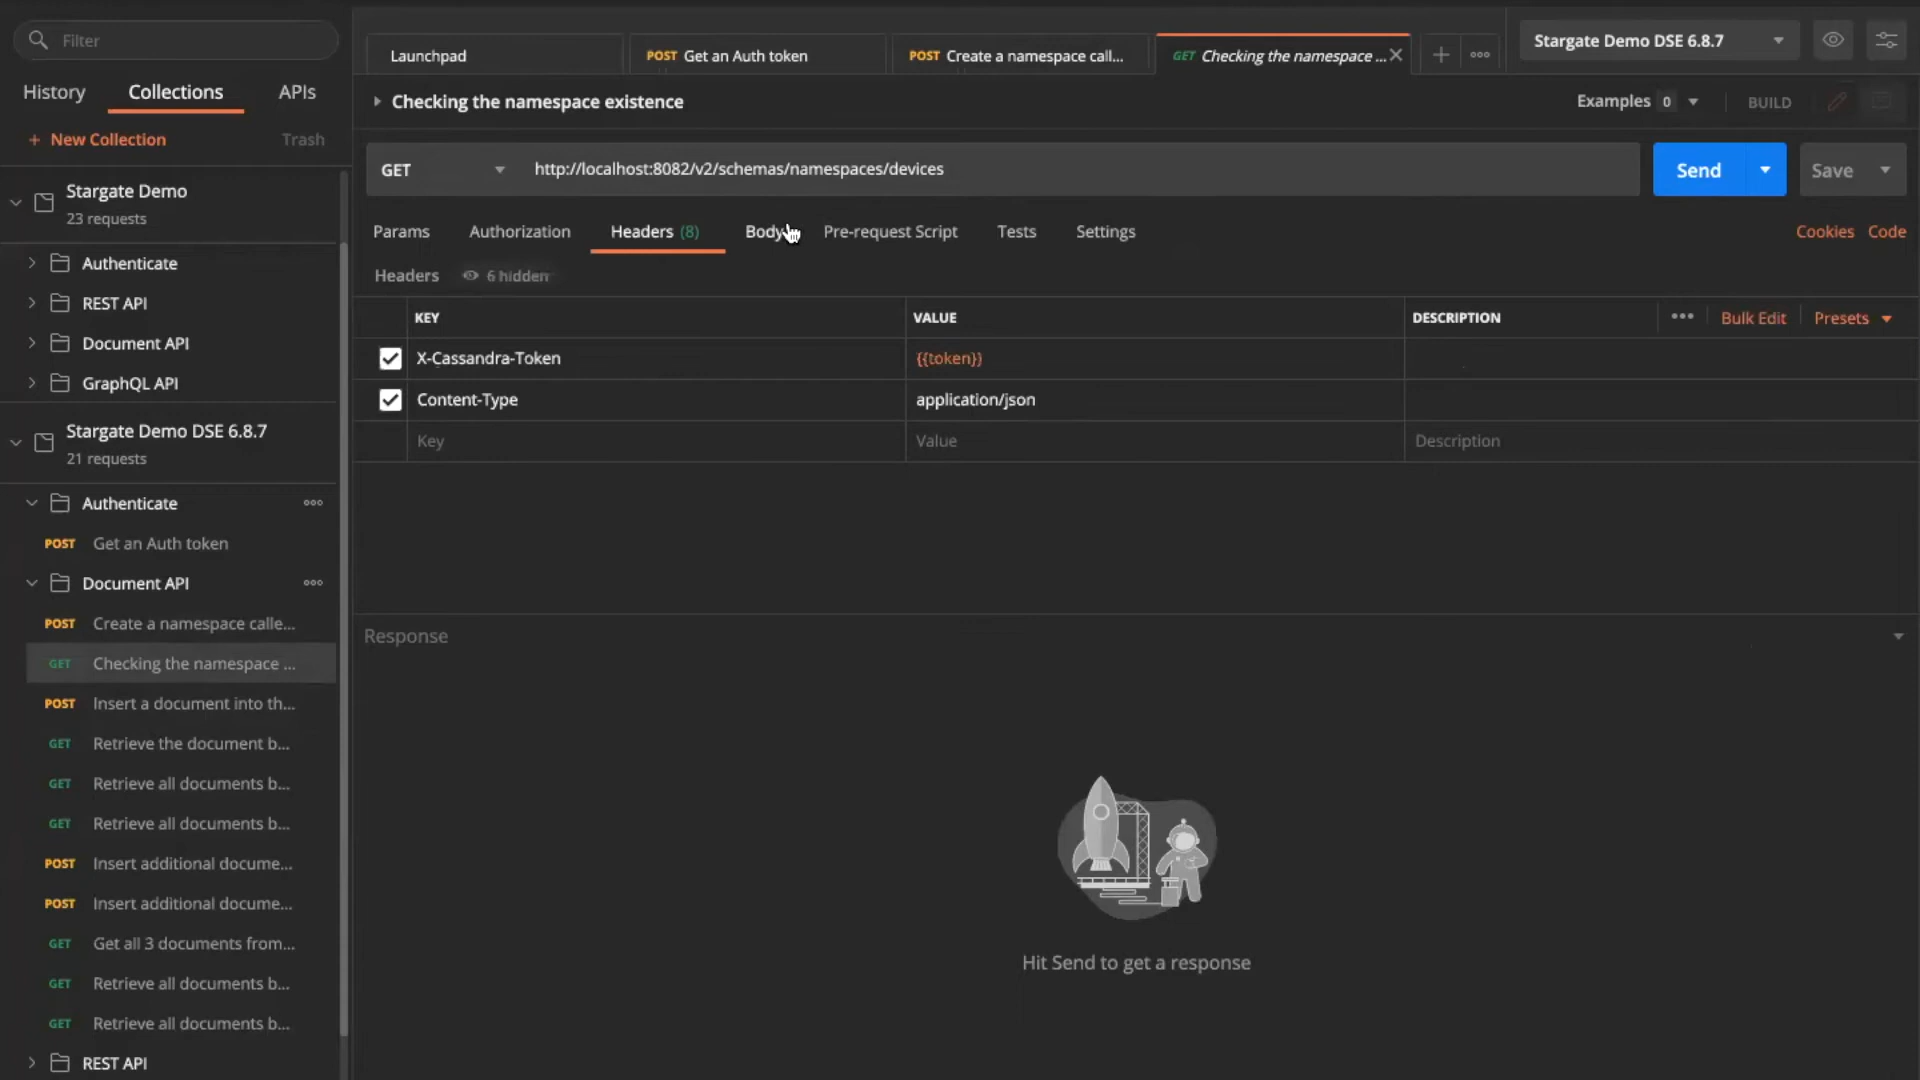 Filter
History
Collections
APIs
+ New Collection
Trash
Stargate Demo
23 requests
Authenticate
REST API
Document API
GraphQL API
Stargate Demo DSE 6.8.7
21 requests
Authenticate
POST Get an Auth token
Document API
POST Create a namespace calle...
GET Checking the namespace ...
POST Insert a document into th...
GET Retrieve the document b...
GET Retrieve all documents b...
GET Retrieve all documents b...
POST Insert additional docume...
POST Insert additional docume...
GET Get all 3 documents from...
GET Retrieve all documents b...
GET Retrieve all documents b...
REST API
Launchpad
POST Get an Auth token
POST Create a namespace call...
GET Checking the namespace ...
Stargate Demo DSE 6.8.7
Checking the namespace existence
Examples 0
BUILD
GET
http://localhost:8082/v2/schemas/namespaces/devices
Send
Save
Params
Authorization
Headers (8)
Body
Pre-request Script
Tests
Settings
Cookies
Code
Headers
6 hidden
KEY
VALUE
DESCRIPTION
Bulk Edit
Presets
X-Cassandra-Token
{{token}}
Content-Type
application/json
Key
Value
Description
Response
Hit Send to get a response